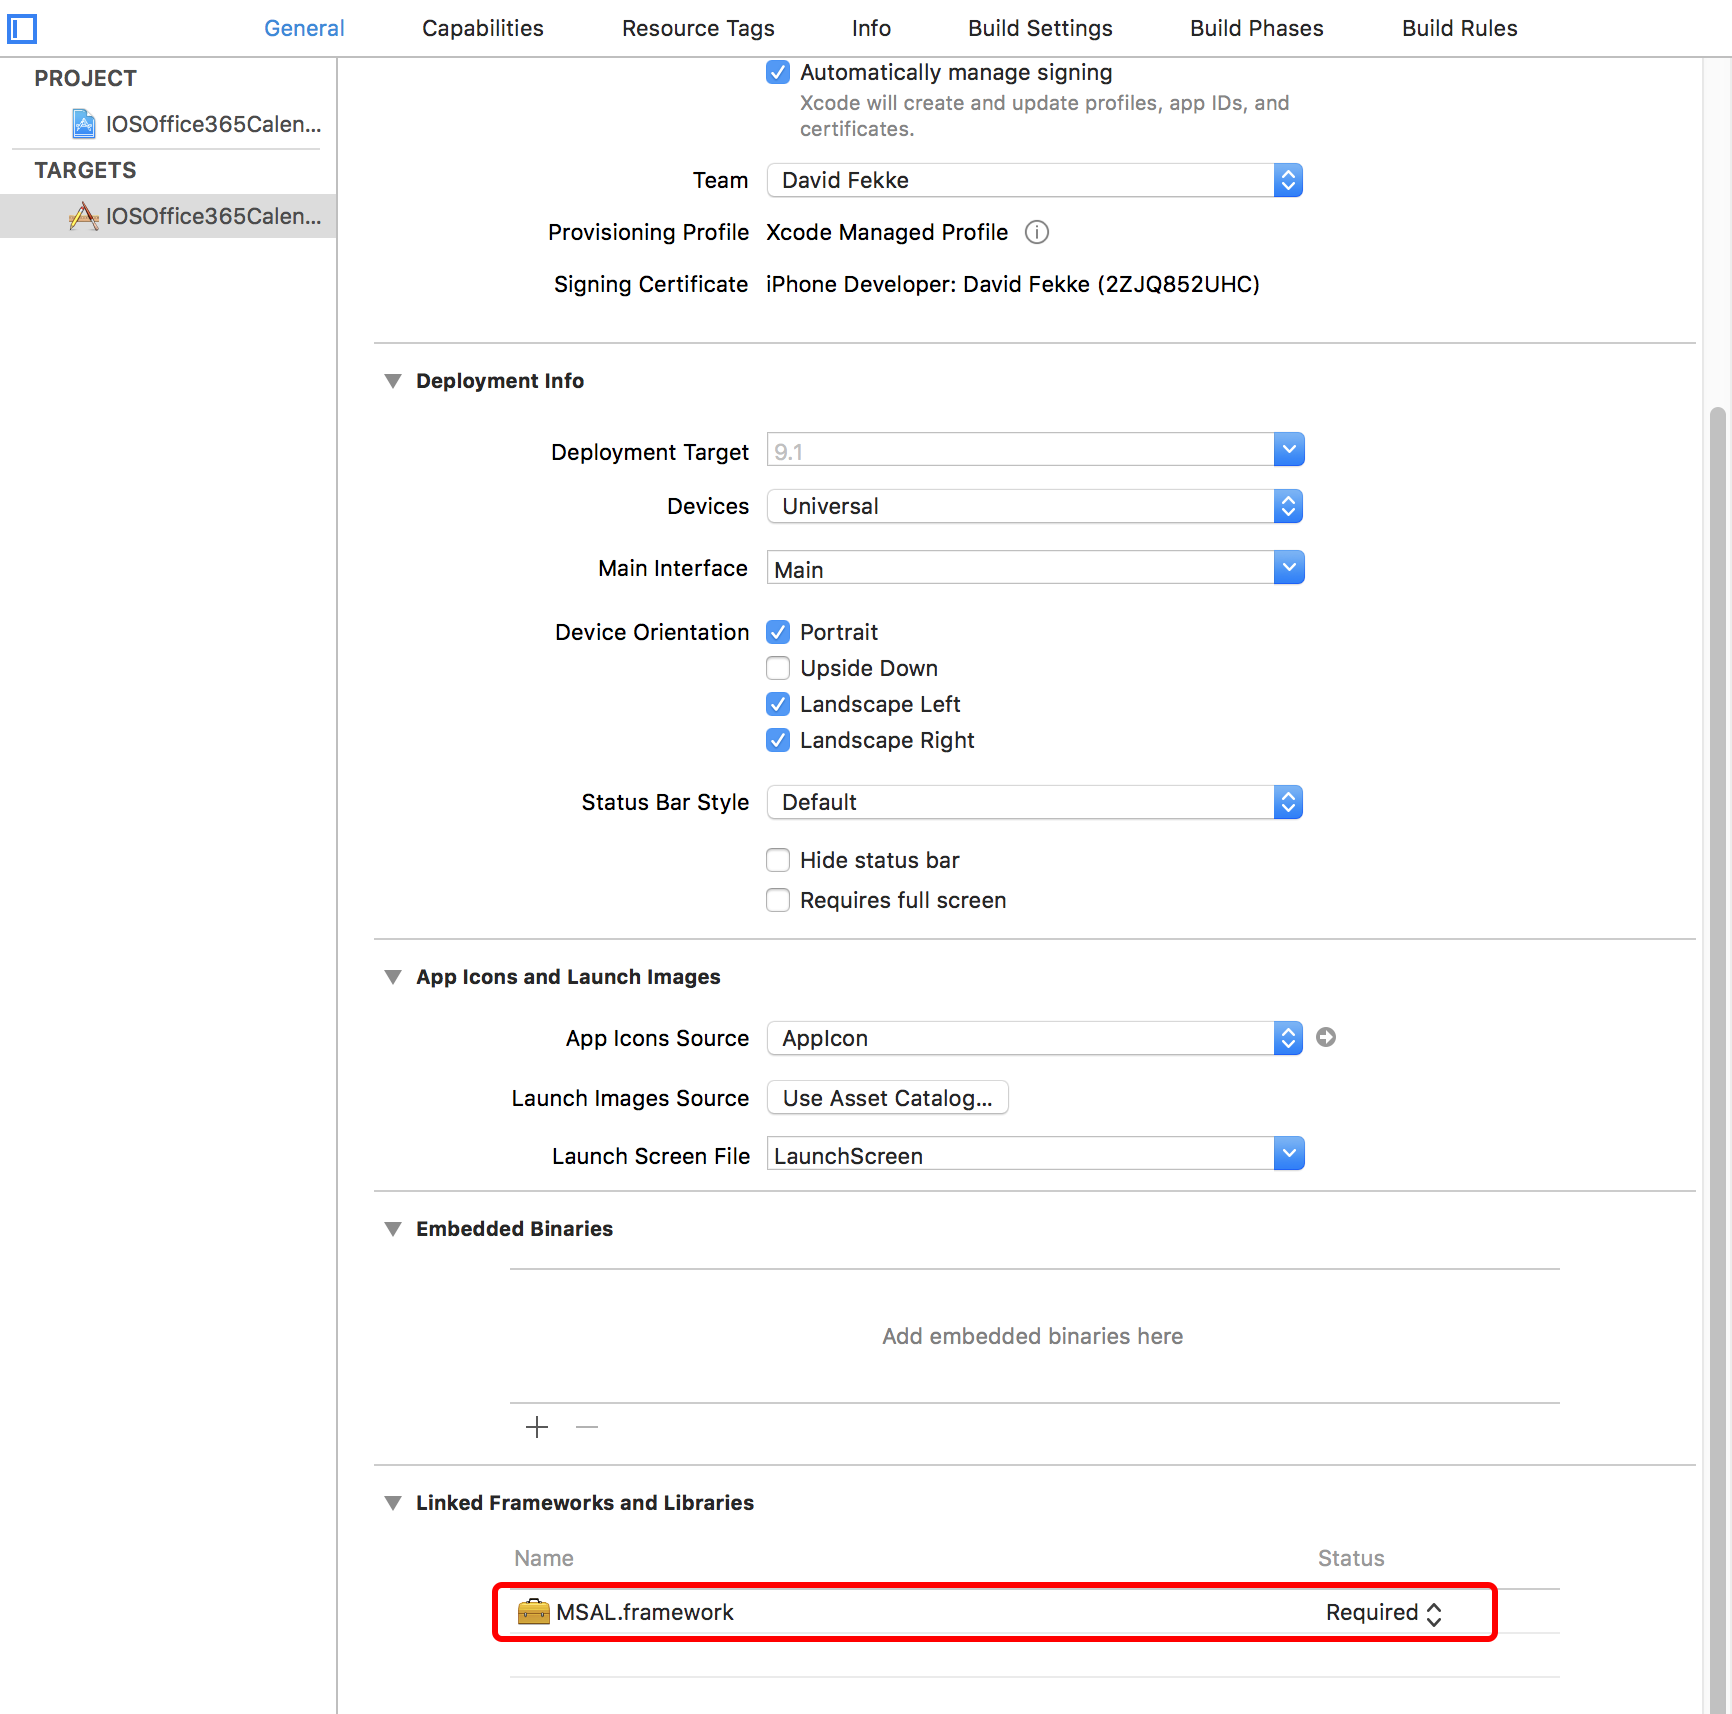 General Capabilities Resource Tags Info Build Settings Build Phases Build Rules
PROJECT
IOSOffice365Calen...
TARGETS
IOSOffice365Calen...
Automatically manage signing
Xcode will create and update profiles, app IDs, and
certificates.
Team David Fekke
Provisioning Profile Xcode Managed Profile
Signing Certificate iPhone Developer: David Fekke (2ZJQ852UHC)
Deployment Info
Deployment Target 9.1
Devices Universal
Main Interface Main
Device Orientation Portrait
Upside Down
Landscape Left
Landscape Right
Status Bar Style Default
Hide status bar
Requires full screen
App Icons and Launch Images
App Icons Source AppIcon
Launch Images Source Use Asset Catalog...
Launch Screen File LaunchScreen
Embedded Binaries
Add embedded binaries here
Linked Frameworks and Libraries
Name Status
MSAL.framework Required